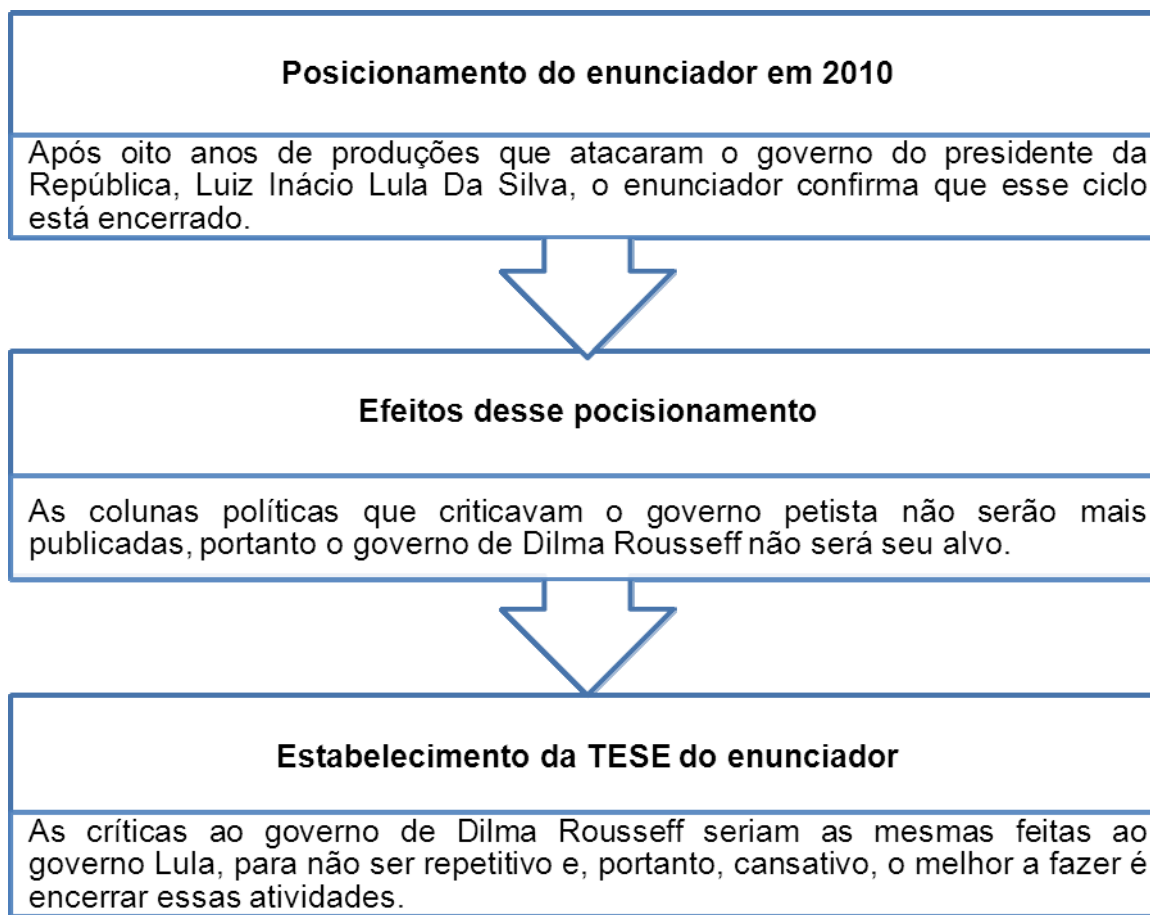 Posicionamento do enunciador em 2010
Após oito anos de produções que atacaram o governo do presidente da
República, Luiz Inácio Lula Da Silva, o enunciador confirma que esse ciclo
está encerrado.
Efeitos desse pocisionamento
As colunas políticas que criticavam o governo petista não serão mais
publicadas, portanto o governo de Dilma Rousseff não será seu alvo.
Estabelecimento da TESE do enunciador
As críticas ao governo de Dilma Rousseff seriam as mesmas feitas ao
governo Lula, para não ser repetitivo e, portanto, cansativo, o melhor a fazer é
encerrar essas atividades.